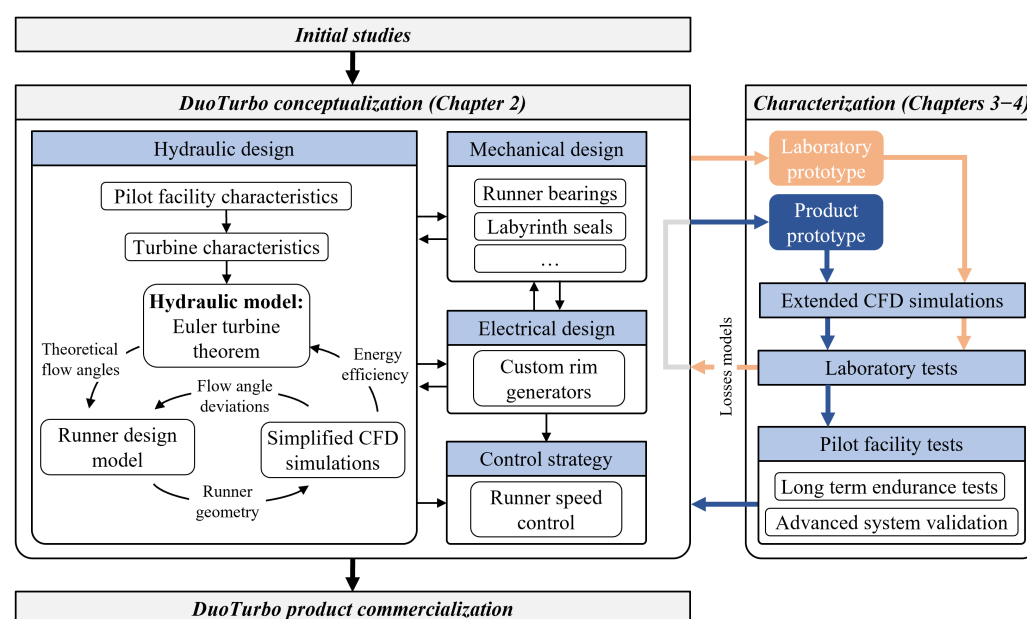 Initial studies
DuoTurbo conceptualization (Chapter 2)
Hydraulic design
Pilot facility characteristics
Turbine characteristics
Hydraulic model:
Euler turbine
theorem
Theoretical
flow angles
Energy
efficiency
Flow angle
deviations
Runner design
model
Simplified CFD
simulations
Runner
geometry
Mechanical design
Runner bearings
Labyrinth seals
…
Electrical design
Custom rim
generators
Control strategy
Runner speed
control
Losses models
Characterization (Chapters 3−4)
Laboratory
prototype
Product
prototype
Extended CFD simulations
Laboratory tests
Pilot facility tests
Long term endurance tests
Advanced system validation
DuoTurbo product commercialization